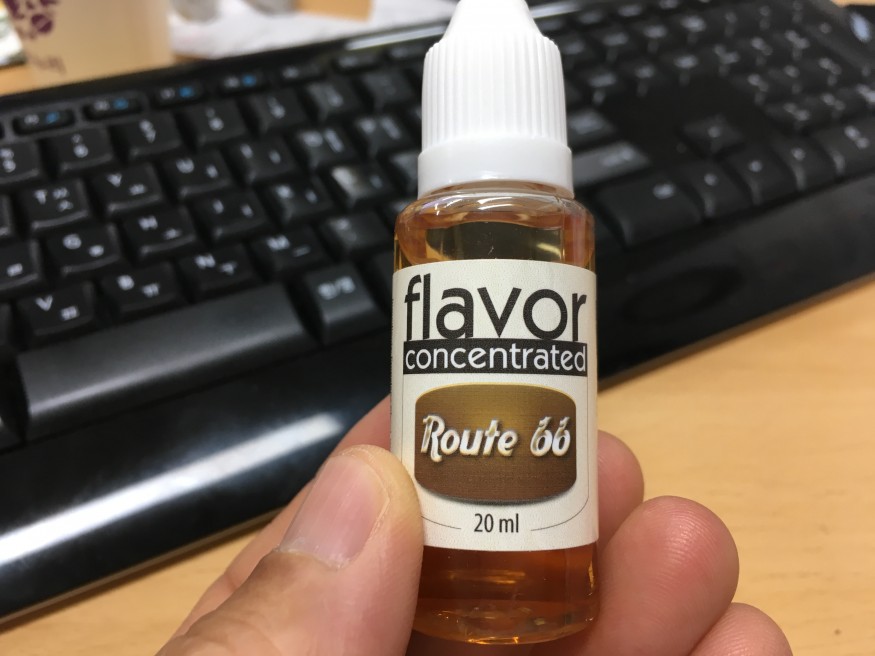 flavor
concentrated
Route 66
20 ml